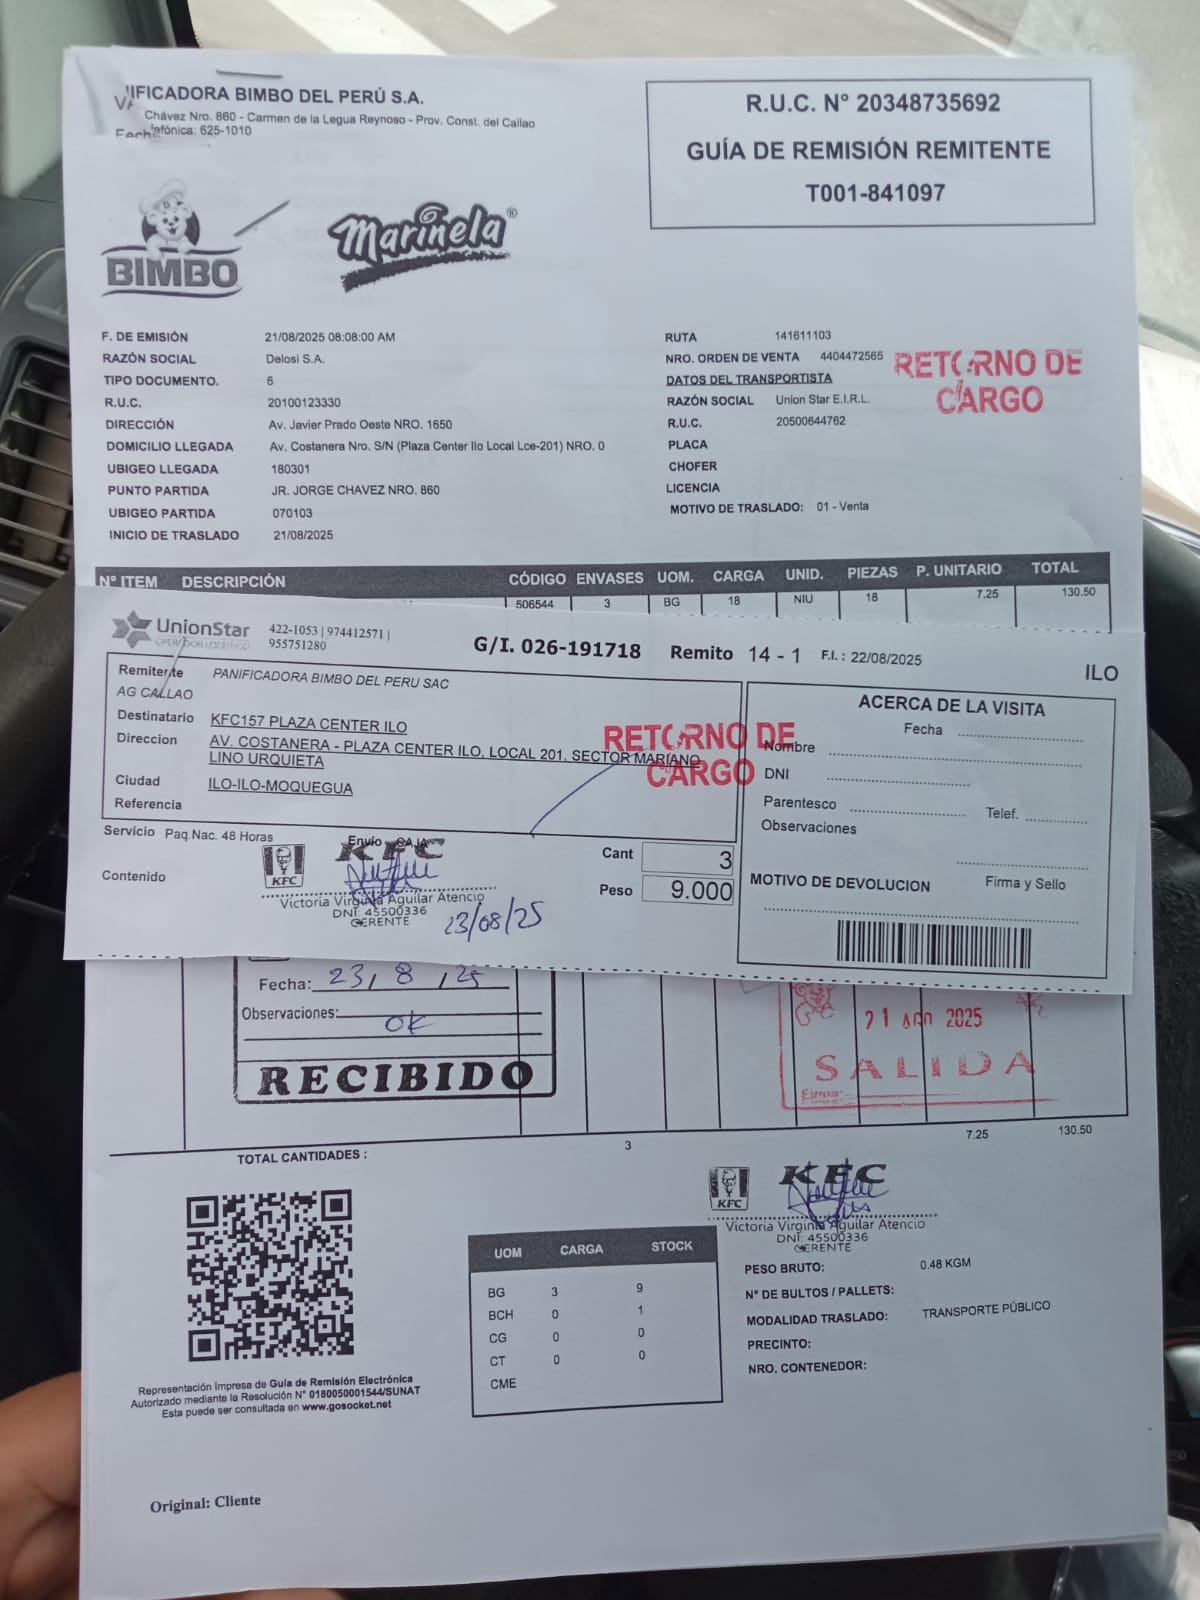 IFICADORA BIMBO DEL PERÚ S.A.
Chávez Nro. 860 - Carmen de la Legua Reynoso - Prov. Const. del Callao
lefónica: 625-1010
R.U.C. N° 20348735692
GUÍA DE REMISIÓN REMITENTE
T001-841097
BIMBO
Marinela®
F. DE EMISIÓN 21/08/2025 08:08:00 AM
RAZÓN SOCIAL Delosi S.A.
TIPO DOCUMENTO. 6
R.U.C. 20100123330
DIRECCIÓN Av. Javier Prado Oeste NRO. 1650
DOMICILIO LLEGADA Av. Costanera Nro. S/N (Plaza Center Ilo Local Lce-201) NRO. 0
UBIGEO LLEGADA 180301
PUNTO PARTIDA JR. JORGE CHAVEZ NRO. 860
UBIGEO PARTIDA 070103
INICIO DE TRASLADO 21/08/2025
RUTA 141611103
NRO. ORDEN DE VENTA 4404472565
DATOS DEL TRANSPORTISTA
RAZÓN SOCIAL Union Star E.I.R.L.
R.U.C. 20500644762
PLACA
CHOFER
LICENCIA
MOTIVO DE TRASLADO: 01 - Venta
RETORNO DE
CARGO
N° ITEM DESCRIPCIÓN CÓDIGO ENVASES UOM. CARGA UNID. PIEZAS P. UNITARIO TOTAL
506544 3 BG 18 NIU 18 7.25 130.50
UnionStar
OPERADOR LOGÍSTICO
422-1053 | 974412571 |
955751280
G/I. 026-191718 Remito 14 - 1 F.I.: 22/08/2025
ILO
Remitente PANIFICADORA BIMBO DEL PERU SAC
AG CALLAO
Destinatario KFC157 PLAZA CENTER ILO
Direccion AV. COSTANERA - PLAZA CENTER ILO, LOCAL 201, SECTOR MARIANO
LINO URQUIETA
Ciudad ILO-ILO-MOQUEGUA
Referencia
RETORNO DE
CARGO
Servicio Paq.Nac. 48 Horas
Envío CAJA
Contenido
KFC
KFC
Victoria Virginia Aguilar Atencio
DNI: 45500336
GERENTE
23/08/25
Cant 3
Peso 9.000
ACERCA DE LA VISITA
Fecha
Nombre
DNI
Parentesco Telef.
Observaciones
MOTIVO DE DEVOLUCION Firma y Sello
Fecha: 23/ 8 /25
Observaciones:
OK
RECIBIDO
21 2025
SALIDA
Firma:
TOTAL CANTIDADES : 3 7.25 130.50
KFC
KFC
Victoria Virginia Aguilar Atencio
DNI: 45500336
GERENTE
UOM CARGA STOCK
BG 3 9
BCH 0 1
CG 0 0
CT 0 0
CME
PESO BRUTO: 0.48 KGM
N° DE BULTOS / PALLETS:
MODALIDAD TRASLADO: TRANSPORTE PÚBLICO
PRECINTO:
NRO. CONTENEDOR:
Representación Impresa de Guía de Remisión Electrónica
Autorizado mediante la Resolución N° 0180050001544/SUNAT
Esta puede ser consultada en www.gosocket.net
Original: Cliente